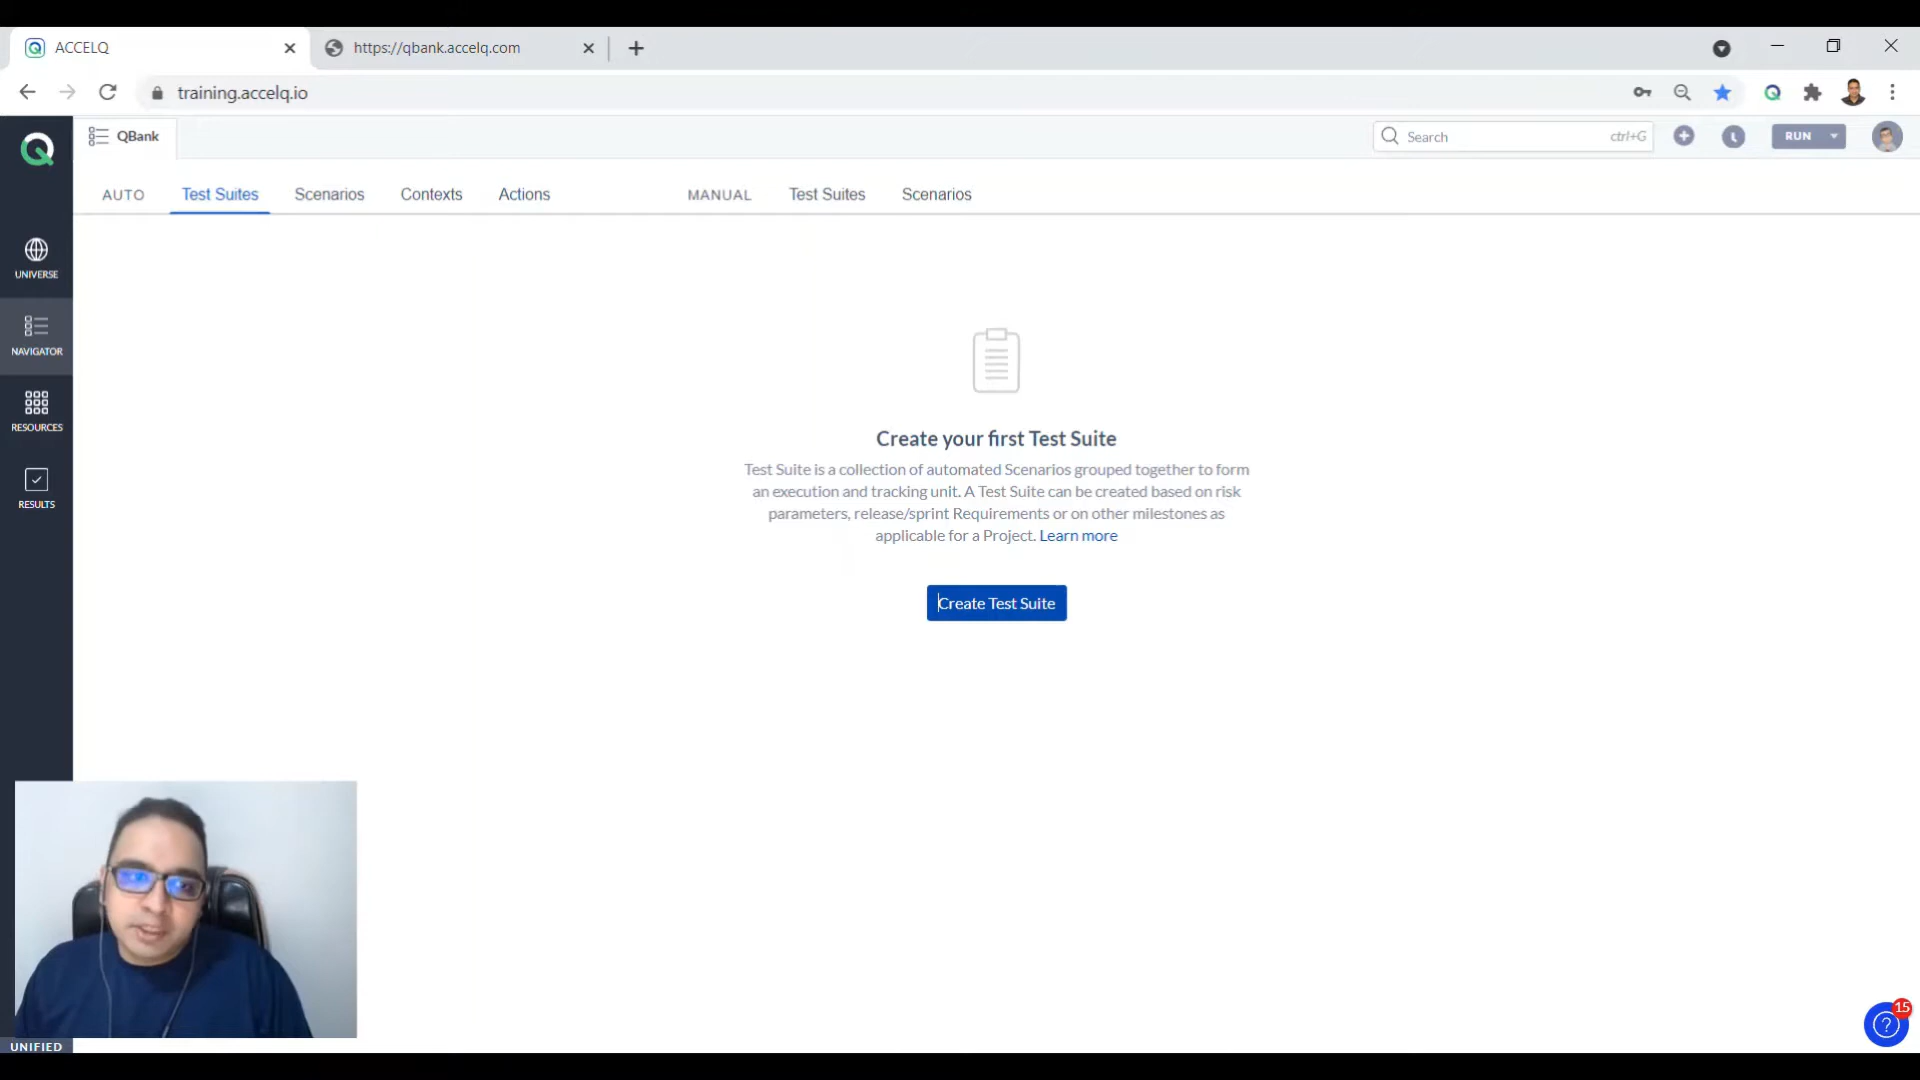 ACCELQ
https://qbank.accelq.com
training.accelq.io
QBank
Search
ctrl+G
RUN
AUTO
Test Suites
Scenarios
Contexts
Actions
MANUAL
Test Suites
Scenarios
UNIVERSE
NAVIGATOR
RESOURCES
RESULTS
Create your first Test Suite
Test Suite is a collection of automated Scenarios grouped together to form
an execution and tracking unit. A Test Suite can be created based on risk
parameters, release/sprint Requirements or on other milestones as
applicable for a Project. Learn more
Create Test Suite
15
UNIFIED